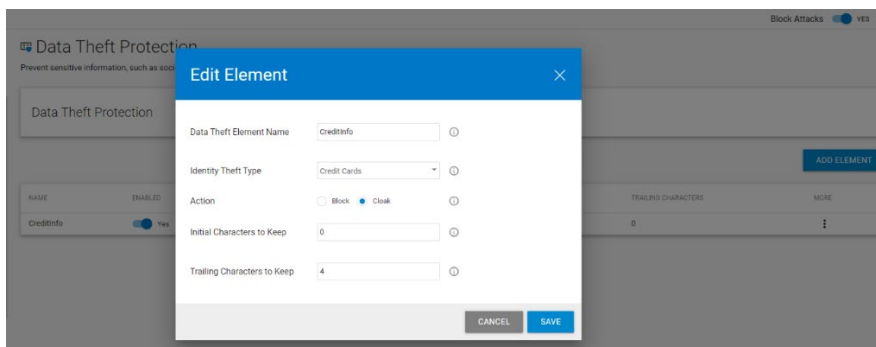 Block Attacks YES
Data Theft Protection
Prevent sensitive information, such as soci
Edit Element
Data Theft Protection
Data Theft Element Name CreditInfo
ADD ELEMENT
Identity Theft Type Credit Cards
NAME ENABLED TRAILING CHARACTERS MORE
Action Block Cloak
CreditInfo Yes 0
Initial Characters to Keep 0
Trailing Characters to Keep 4
CANCEL SAVE